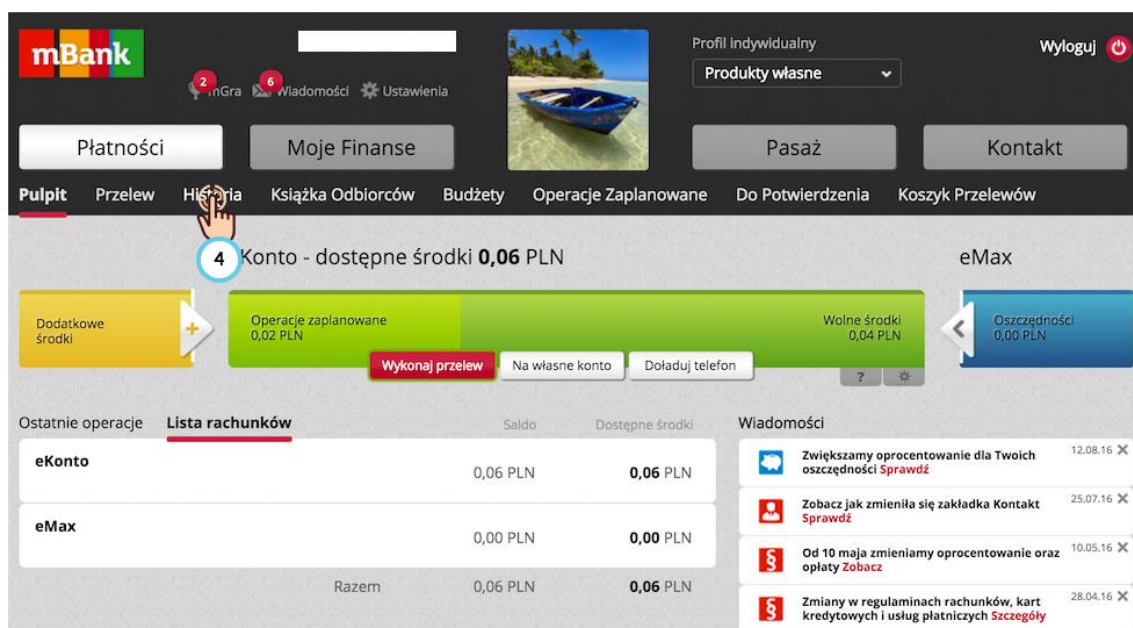 mBank
Profil indywidualny
Wyloguj
Produkty własne
2
mGra
6
Wiadomości
Ustawienia
Płatności
Moje Finanse
Pasaż
Kontakt
Pulpit Przelew Historia Książka Odbiorców Budżety Operacje Zaplanowane Do Potwierdzenia Koszyk Przelewów
4
Konto - dostępne środki 0,06 PLN
eMax
Dodatkowe
środki
+
Operacje zaplanowane
0,02 PLN
Wolne środki
0,04 PLN
Oszczędności
0,00 PLN
Wykonaj przelew
Na własne konto
Doładuj telefon
?
Ostatnie operacje Lista rachunków Saldo Dostępne środki
eKonto 0,06 PLN 0,06 PLN
eMax 0,00 PLN 0,00 PLN
Razem 0,06 PLN 0,06 PLN
Wiadomości
Zwiększamy oprocentowanie dla Twoich 12.08.16
oszczędności Sprawdź
Zobacz jak zmieniła się zakładka Kontakt 25.07.16
Sprawdź
§
Od 10 maja zmieniamy oprocentowanie oraz 10.05.16
opłaty Zobacz
§
Zmiany w regulaminach rachunków, kart 28.04.16
kredytowych i usług płatniczych Szczegóły